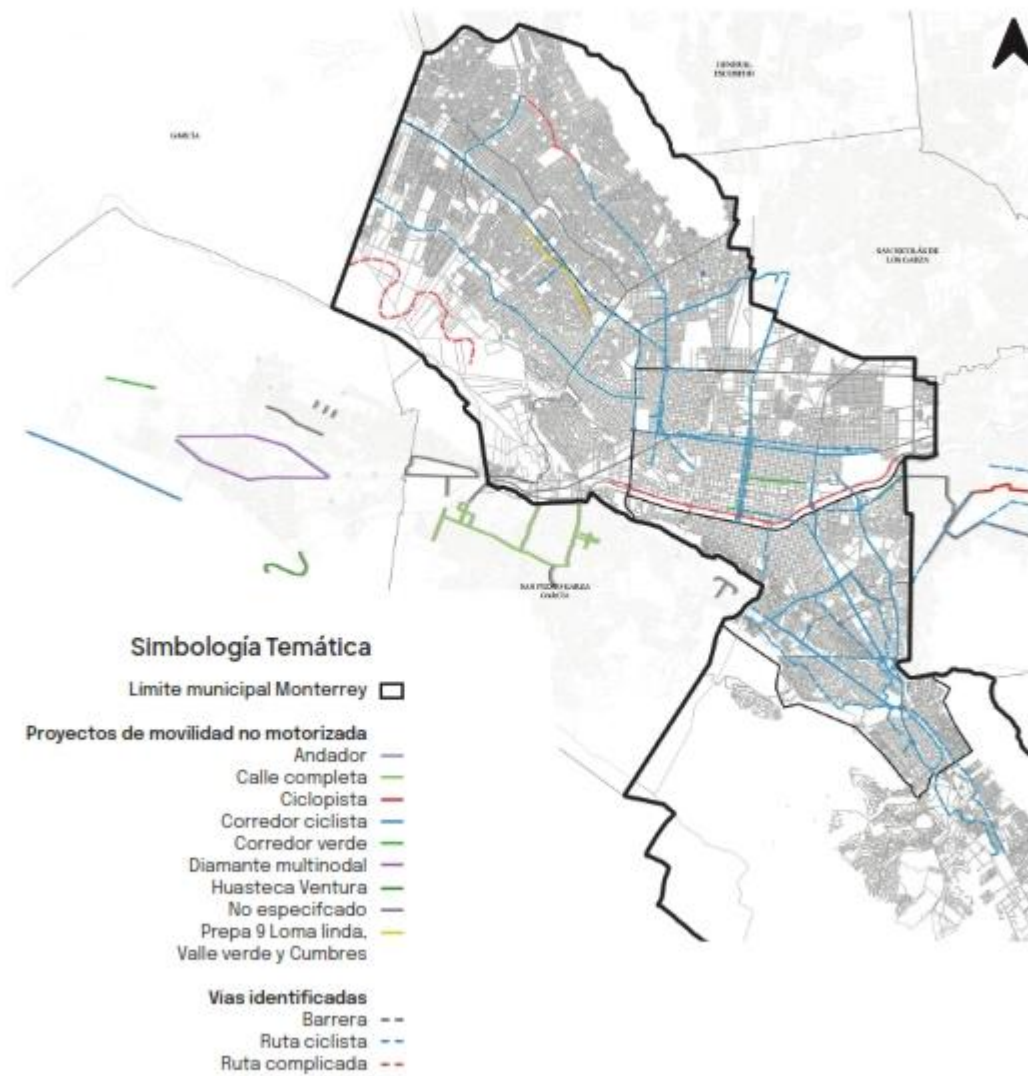 GENERAL
ESCOBEDO
GARCÍA
SAN NICOLÁS DE
LOS GARZA
SAN PEDRO GARZA
GARCÍA
Simbología Temática
Límite municipal Monterrey
Proyectos de movilidad no motorizada
Andador
Calle completa
Ciclopista
Corredor ciclista
Corredor verde
Diamante multinodal
Huasteca Ventura
No especifcado
Prepa 9 Loma linda,
Valle verde y Cumbres
Vías identificadas
Barrera
Ruta ciclista
Ruta complicada